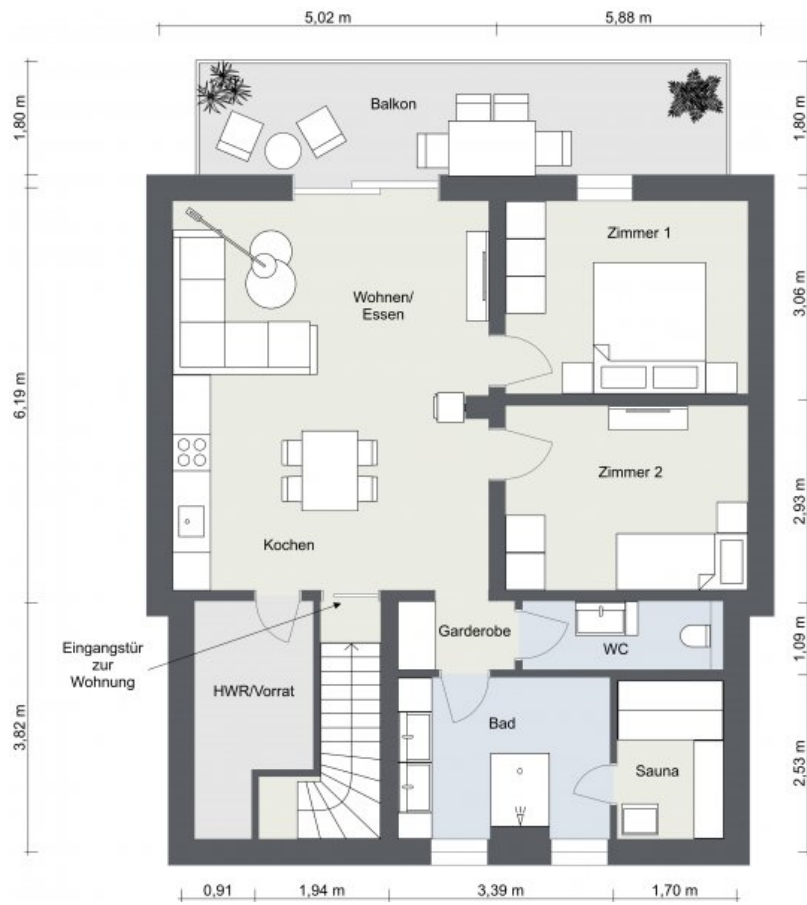 5,02 m
5,88 m
1,80 m
1,80 m
Balkon
Zimmer 1
Wohnen/
Essen
3,06 m
6,19 m
Zimmer 2
2,93 m
Kochen
Eingangstür
zur
Wohnung
Garderobe
WC
1,09 m
HWR/Vorrat
Bad
3,82 m
Sauna
2,53 m
0,91
1,94 m
3,39 m
1,70 m